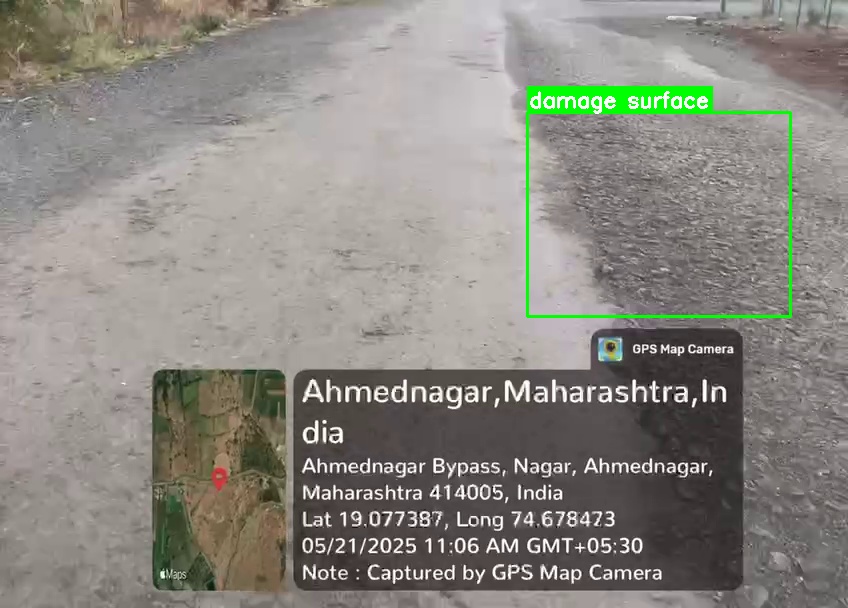 damage surface
GPS Map Camera
Ahmednagar,Maharashtra,In
dia
Ahmednagar Bypass, Nagar, Ahmednagar,
Maharashtra 414005, India
Lat 19.077387, Long 74.678473
05/21/2025 11:06 AM GMT+05:30
Note : Captured by GPS Map Camera
Maps